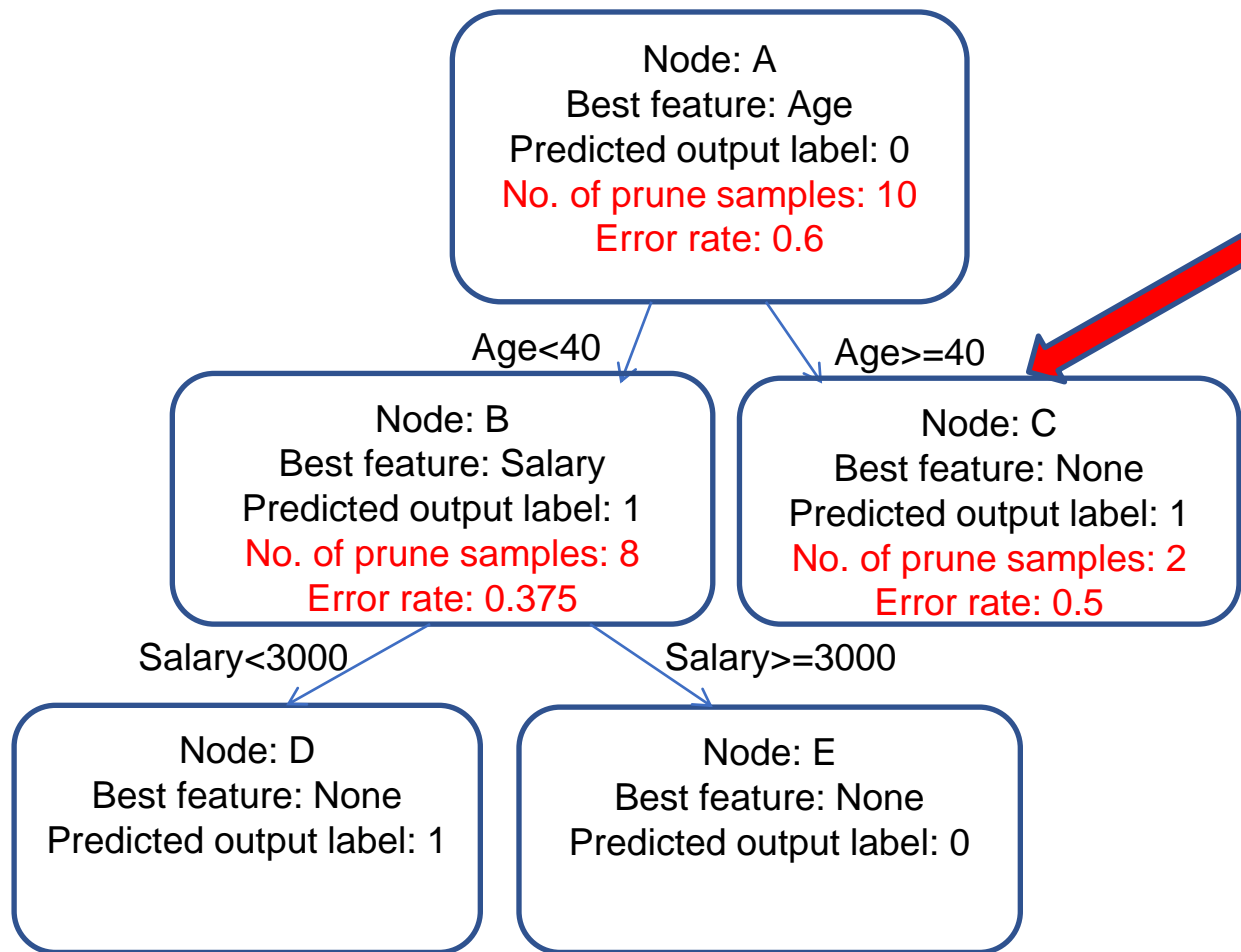 Node: A
Best feature: Age
Predicted output label: 0
No. of prune samples: 10
Error rate: 0.6
Age<40
Age>=40
Node: B
Best feature: Salary
Predicted output label: 1
No. of prune samples: 8
Error rate: 0.375
Node: C
Best feature: None
Predicted output label: 1
No. of prune samples: 2
Error rate: 0.5
Salary<3000
Salary>=3000
Node: D
Best feature: None
Predicted output label: 1
Node: E
Best feature: None
Predicted output label: 0